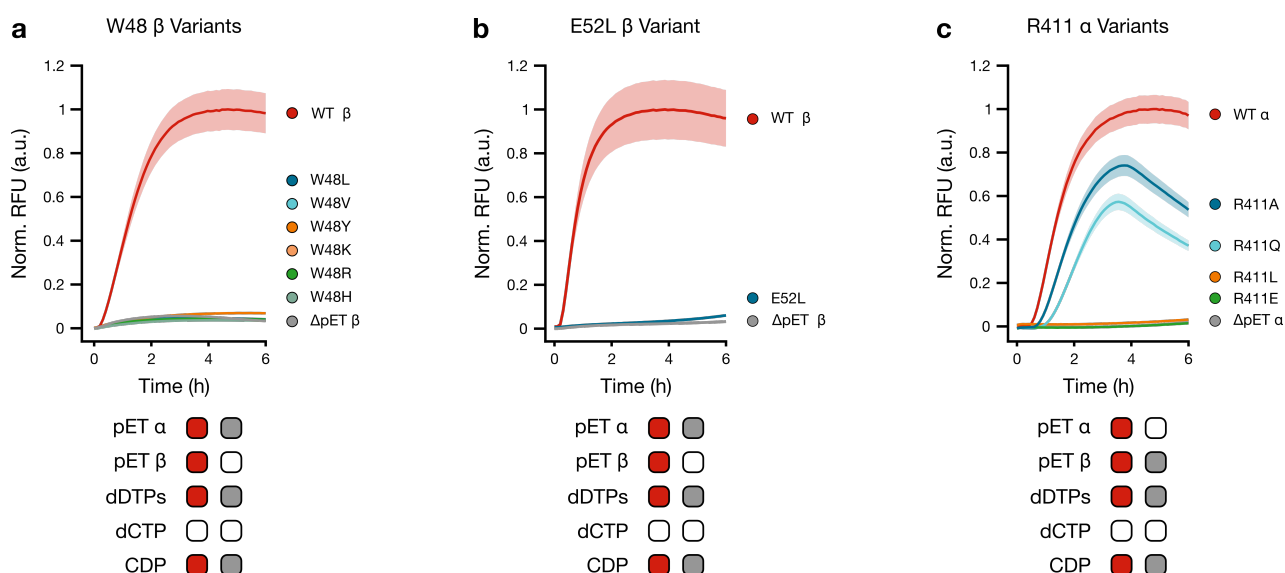 a W48 β Variants
1.2
1
0.8
0.6
0.4
0.2
0
Norm. RFU (a.u.)
0 2 4 6
Time (h)
WT β
W48L
W48V
W48Y
W48K
W48R
W48H
ΔpET β
pET α
pET β
dDTPs
dCTP
CDP
b E52L β Variant
1.2
1
0.8
0.6
0.4
0.2
0
Norm. RFU (a.u.)
0 2 4 6
Time (h)
WT β
E52L
ΔpET β
pET α
pET β
dDTPs
dCTP
CDP
c R411 α Variants
1.2
1
0.8
0.6
0.4
0.2
0
Norm. RFU (a.u.)
0 2 4 6
Time (h)
WT α
R411A
R411Q
R411L
R411E
ΔpET α
pET α
pET β
dDTPs
dCTP
CDP